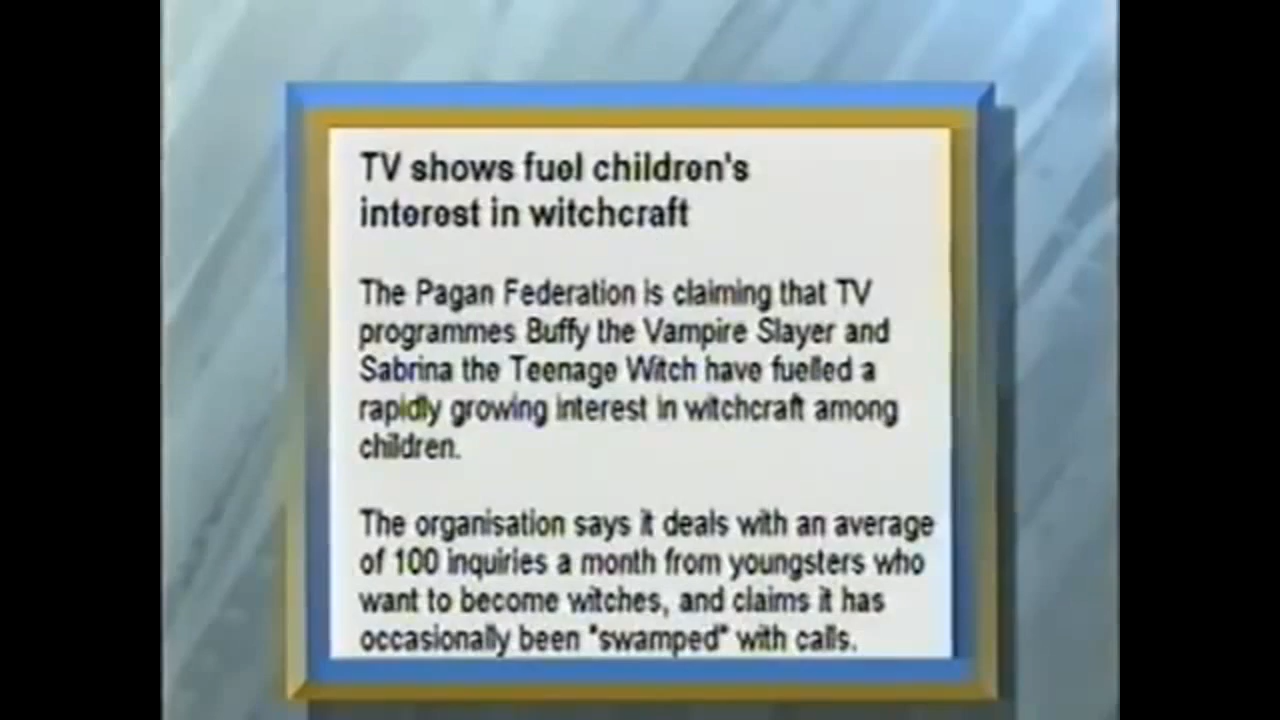 TV shows fuel children's
interest in witchcraft
The Pagan Federation is claiming that TV
programmes Buffy the Vampire Slayer and
Sabrina the Teenage Witch have fuelled a
rapidly growing interest in witchcraft among
children.
The organisation says it deals with an average
of 100 inquiries a month from youngsters who
want to become witches, and claims it has
occasionally been "swamped" with calls.